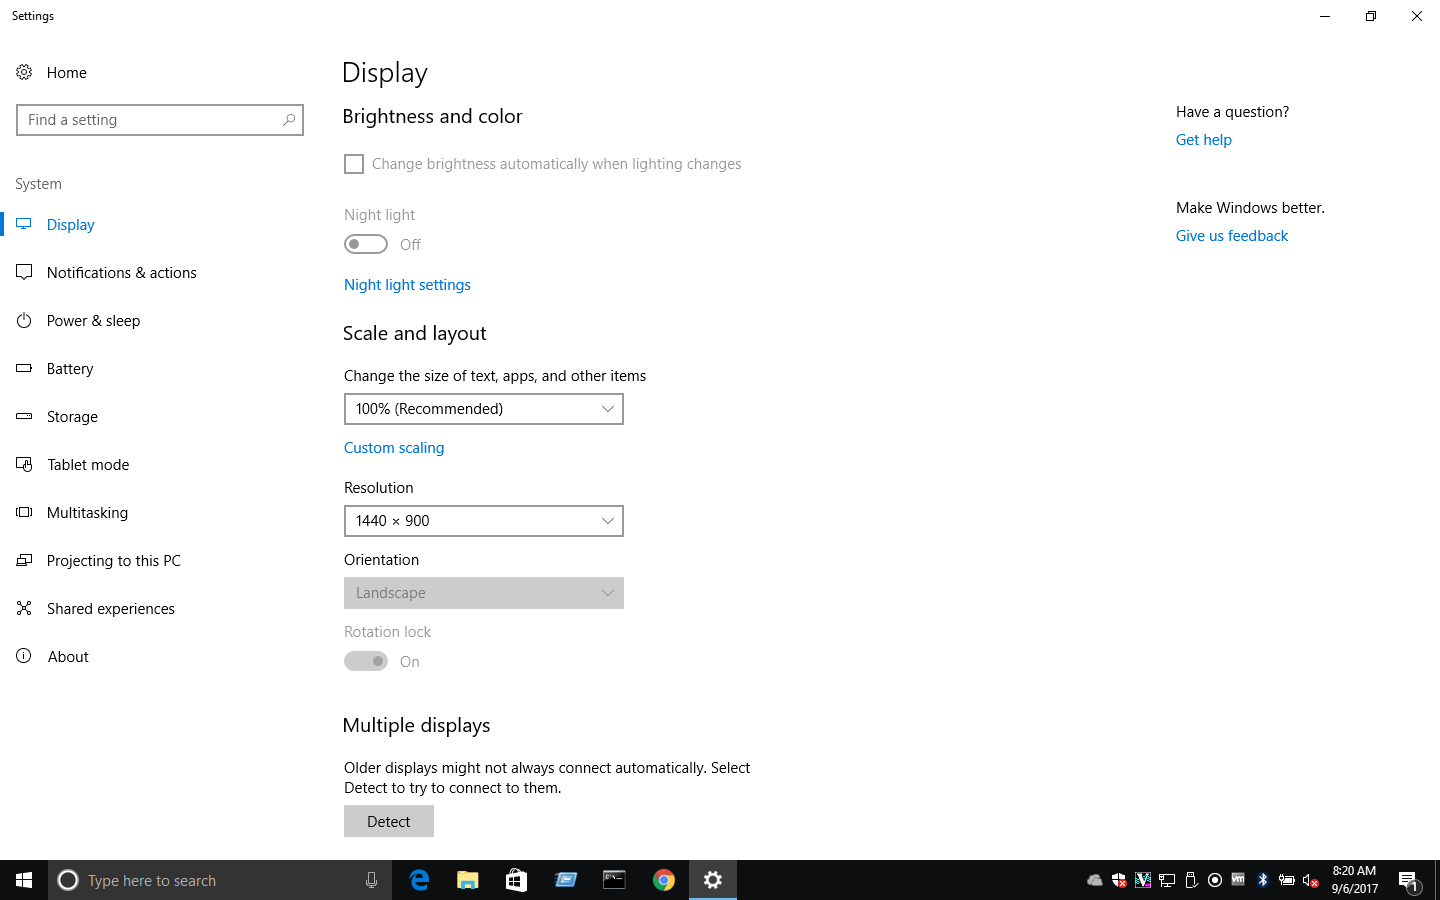 Settings
Home
Find a setting
System
Display
Notifications & actions
Power & sleep
Battery
Storage
Tablet mode
Multitasking
Projecting to this PC
Shared experiences
About
Display
Brightness and color
Change brightness automatically when lighting changes
Night light
Off
Night light settings
Scale and layout
Change the size of text, apps, and other items
100% (Recommended)
Custom scaling
Resolution
1440 × 900
Orientation
Landscape
Rotation lock
On
Multiple displays
Older displays might not always connect automatically. Select
Detect to try to connect to them.
Detect
Have a question?
Get help
Make Windows better.
Give us feedback
Type here to search
vm
8:20 AM
9/6/2017
1